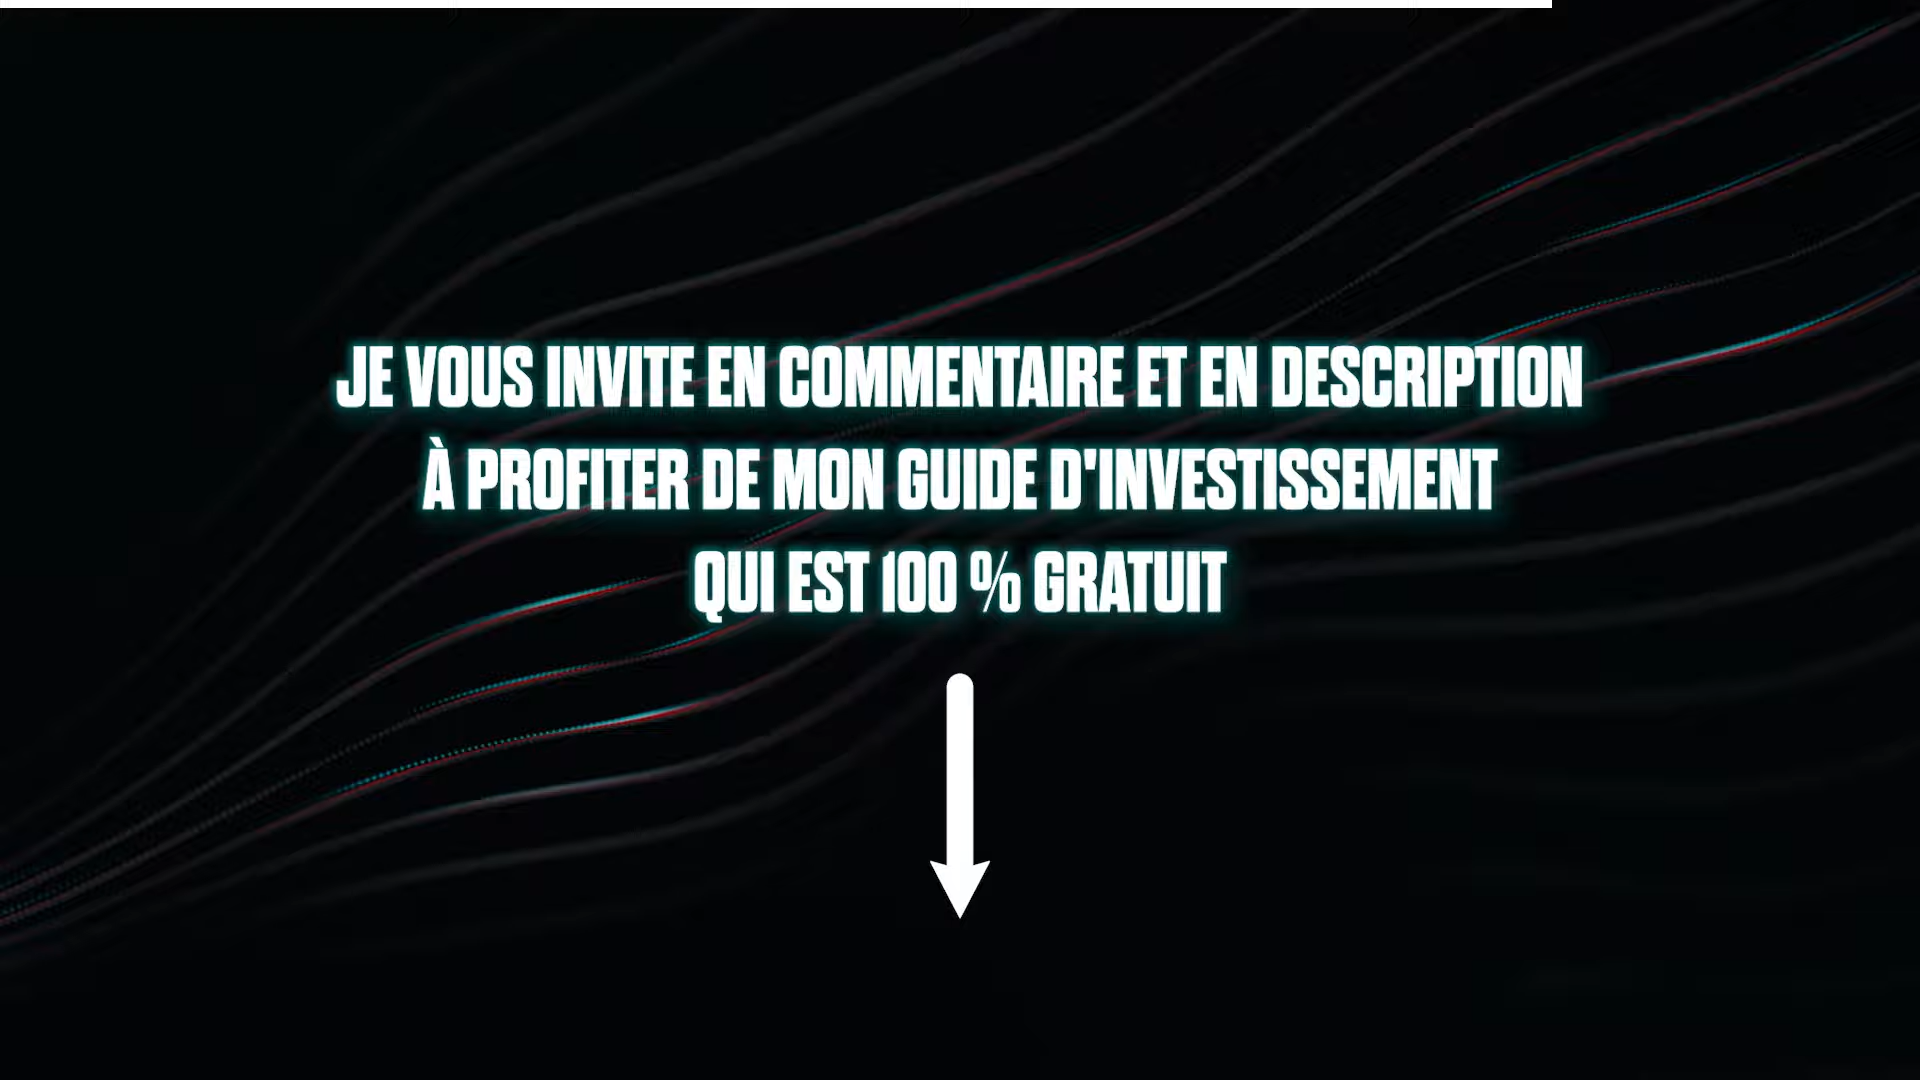 JE VOUS INVITE EN COMMENTAIRE ET EN DESCRIPTION
À PROFITER DE MON GUIDE D'INVESTISSEMENT
QUI EST 100 % GRATUIT